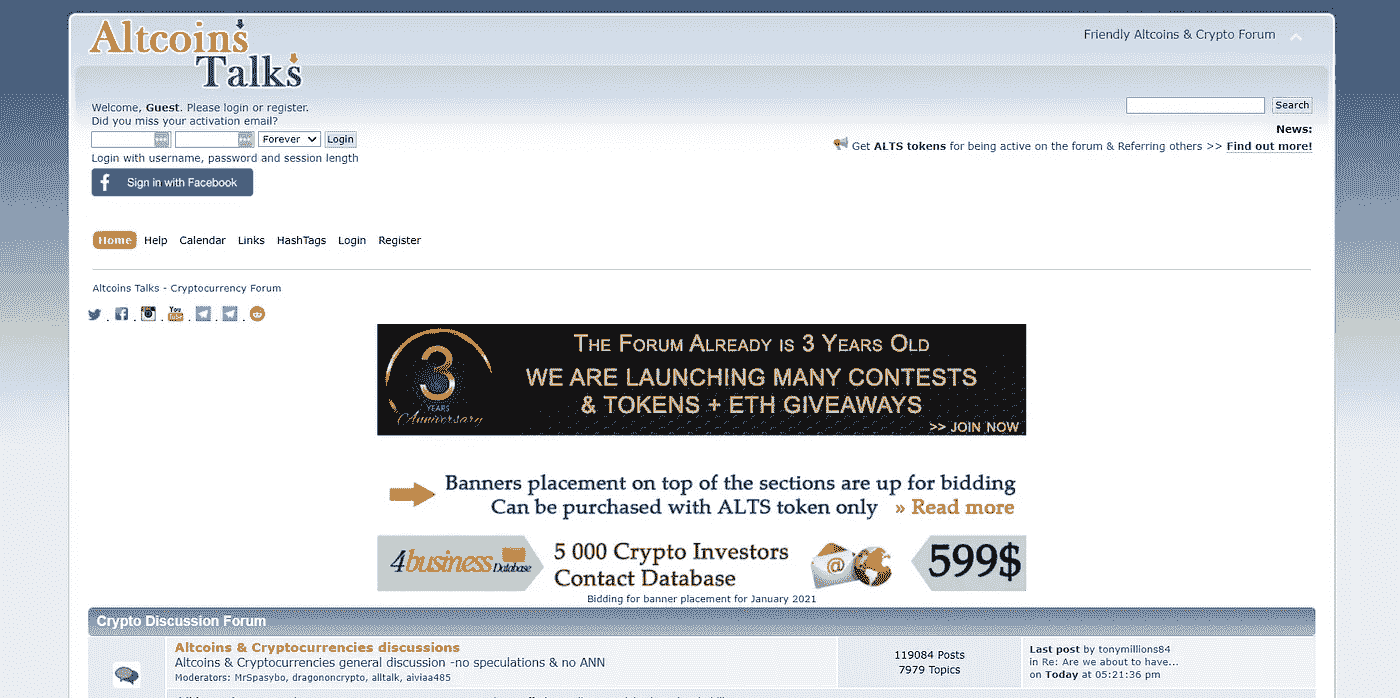 Altcoins
Talks
Friendly Altcoins & Crypto Forum
Welcome, Guest. Please login or register.
Did you miss your activation email?
Forever Login
Login with username, password and session length
Sign in with Facebook
Search
News:
Get ALTS tokens for being active on the forum & Referring others >> Find out more!
Home Help Calendar Links HashTags Login Register
Altcoins Talks - Cryptocurrency Forum
You
3
YEARS
Anniversary
THE FORUM ALREADY IS 3 YEARS OLD
WE ARE LAUNCHING MANY CONTESTS
& TOKENS + ETH GIVEAWAYS
>> JOIN NOW
Banners placement on top of the sections are up for bidding
Can be purchased with ALTS token only » Read more
4business Database
5 000 Crypto Investors
Contact Database
@
599$
Bidding for banner placement for January 2021
Crypto Discussion Forum
Altcoins & Cryptocurrencies discussions
Altcoins & Cryptocurrencies general discussion -no speculations & no ANN
Moderators: MrSpasybo, dragononcrypto, alltalk, aiviaa485
119084 Posts
7979 Topics
Last post by tonymillions84
in Re: Are we about to have...
on Today at 05:21:36 pm